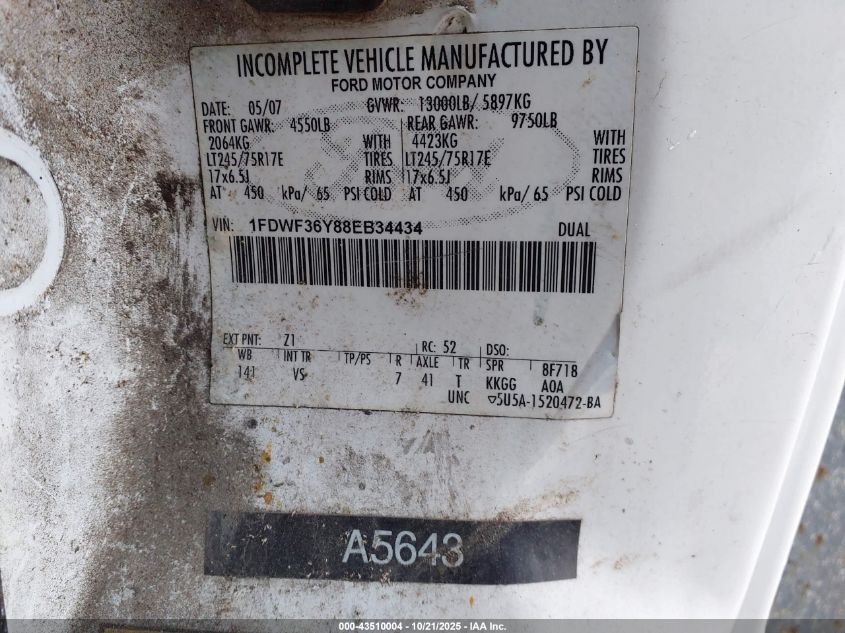 INCOMPLETE VEHICLE MANUFACTURED BY
FORD MOTOR COMPANY
DATE: 05/07 GVWR: 13000LB/ 5897KG
FRONT GAWR: 4550LB REAR GAWR: 9750LB
2064KG WITH 4423KG WITH
LT245/75R17E TIRES LT245/75R17E TIRES
17x6.5J RIMS 17x6.5J RIMS
AT 450 kPa/ 65 PSI COLD AT 450 kPa/ 65 PSI COLD
VIN: 1FDWF36Y88EB34434 DUAL
EXT PNT: Z1 RC: 52 DSO:
WB INT TR TP/PS R AXLE TR SPR 8F718
141 VS 7 41 T KKGG A0A
UNC ▽5U5A-1520472-BA
A5643
000-43510004 - 10/21/2025 - IAA Inc.